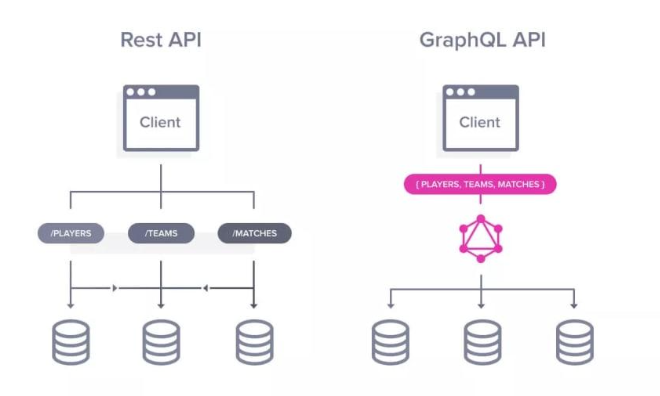 Rest API
Client
/PLAYERS
/TEAMS
/MATCHES
GraphQL API
Client
{ PLAYERS, TEAMS, MATCHES }